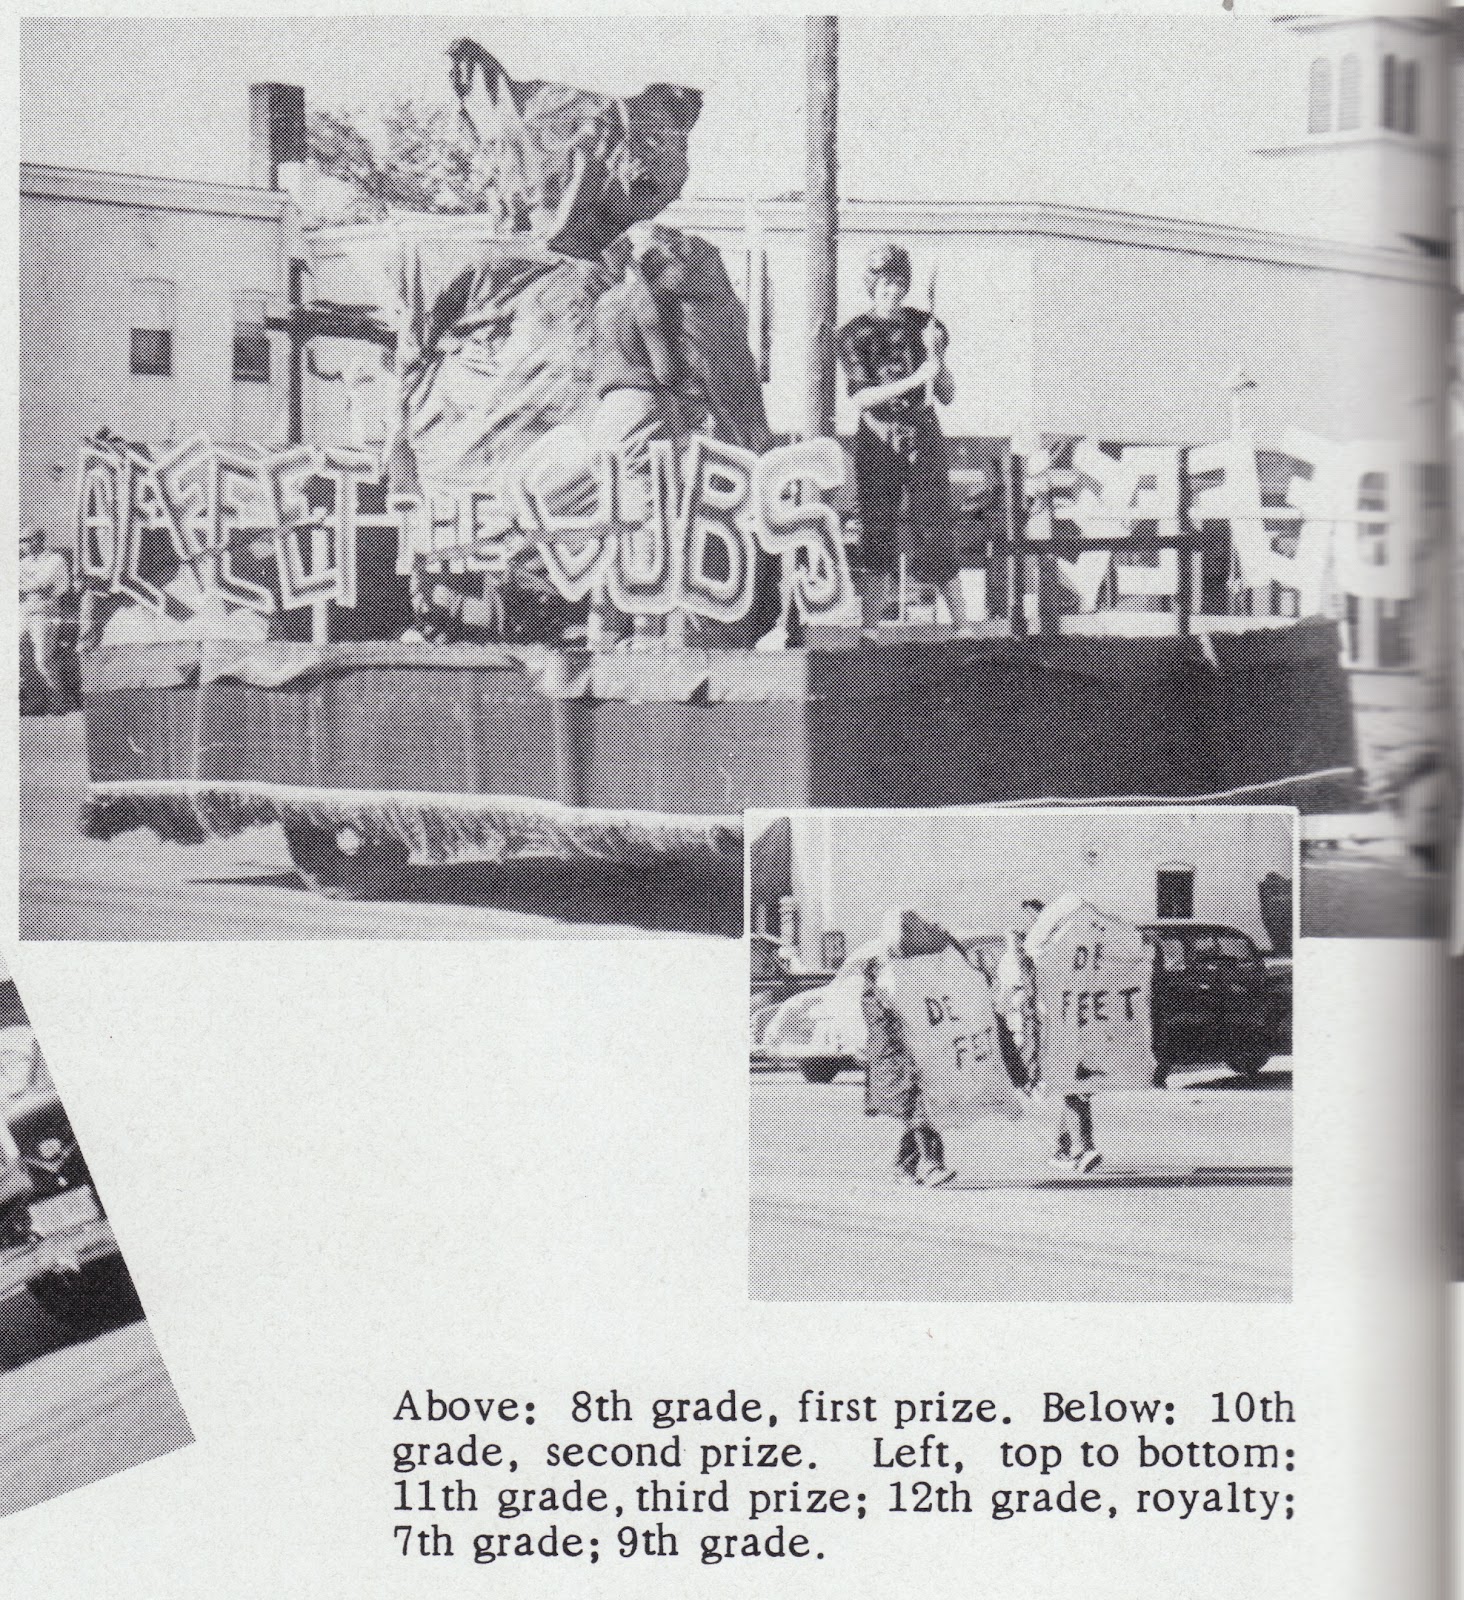 THE CUBS
DE
FEET
DE
FEET
Above: 8th grade, first prize. Below: 10th
grade, second prize. Left, top to bottom:
11th grade, third prize; 12th grade, royalty;
7th grade; 9th grade.